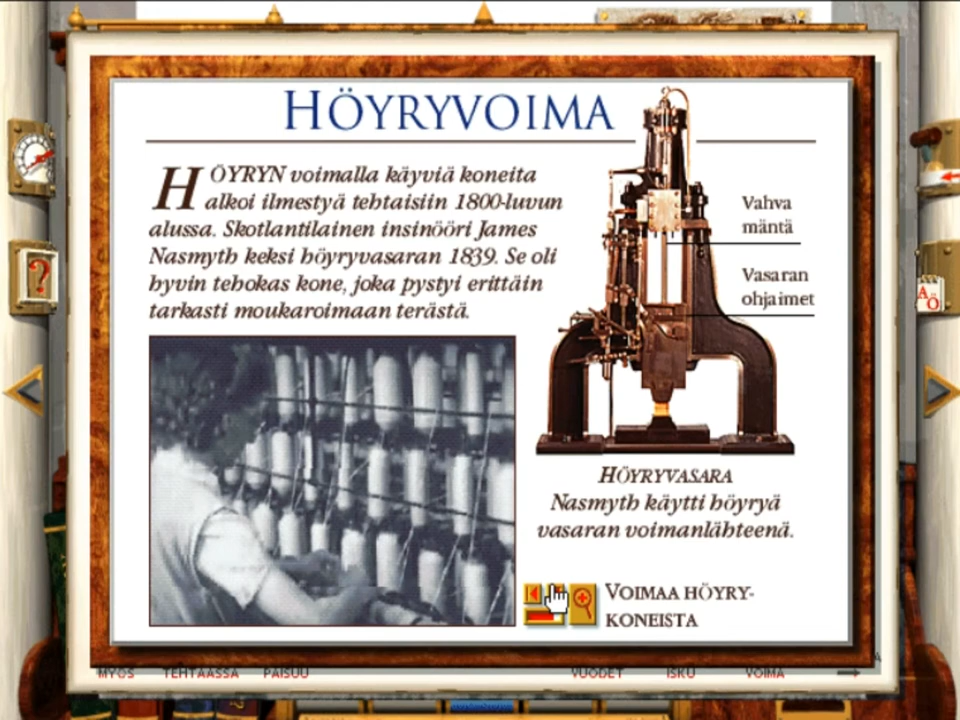 HÖYRYVOIMA
HÖYRYN voimalla käyviä koneita
alkoi ilmestyä tehtaisiin 1800-luvun
alussa. Skotlantilainen insinööri James
Nasmyth keksi höyryvasaran 1839. Se oli
hyvin tehokas kone, joka pystyi erittäin
tarkasti moukaroimaan terästä.
Vahva
mäntä
Vasaran
ohjaimet
HÖYRYVASARA
Nasmyth käytti höyryä
vasaran voimanlähteenä.
VOIMAA HÖYRY-
KONEISTA
?
A
Ö
MYÖS TEHTAASSA PAISUU VUODET ISKU VOIMA